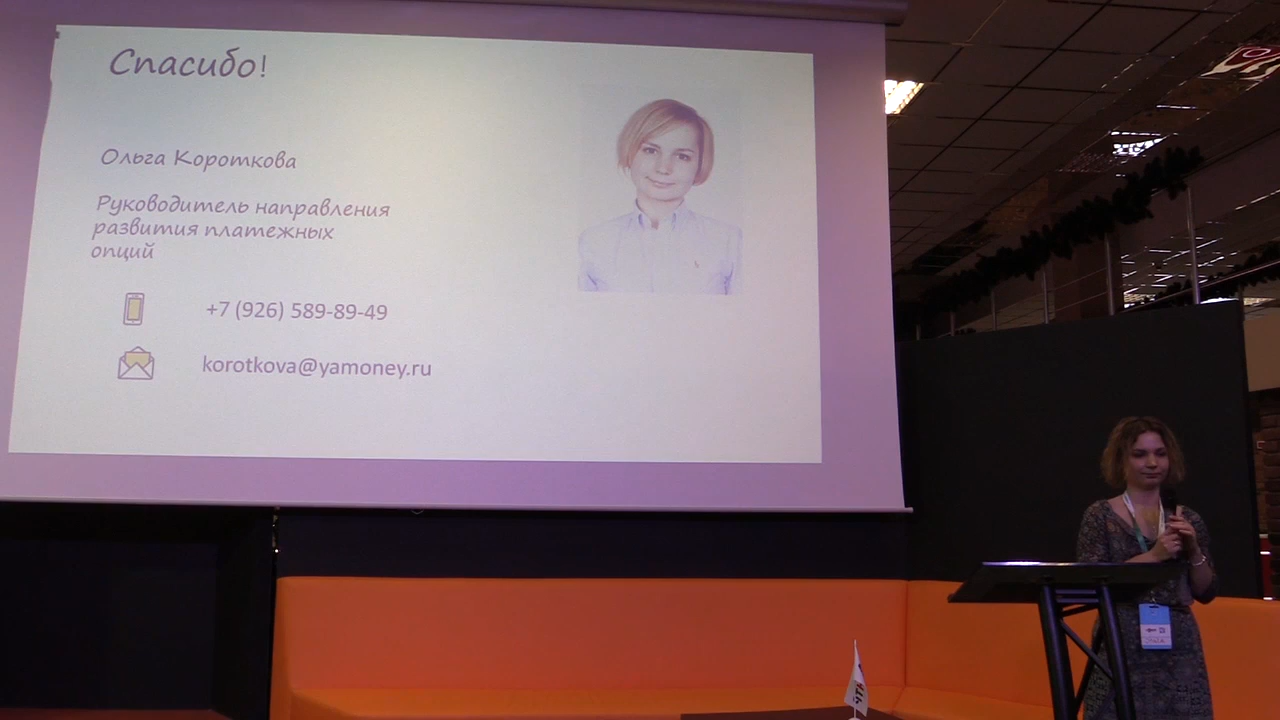 Спасибо!
Ольга Короткова
Руководитель направления
развития платежных
опций
+7 (926) 589-89-49
korotkova@yamoney.ru